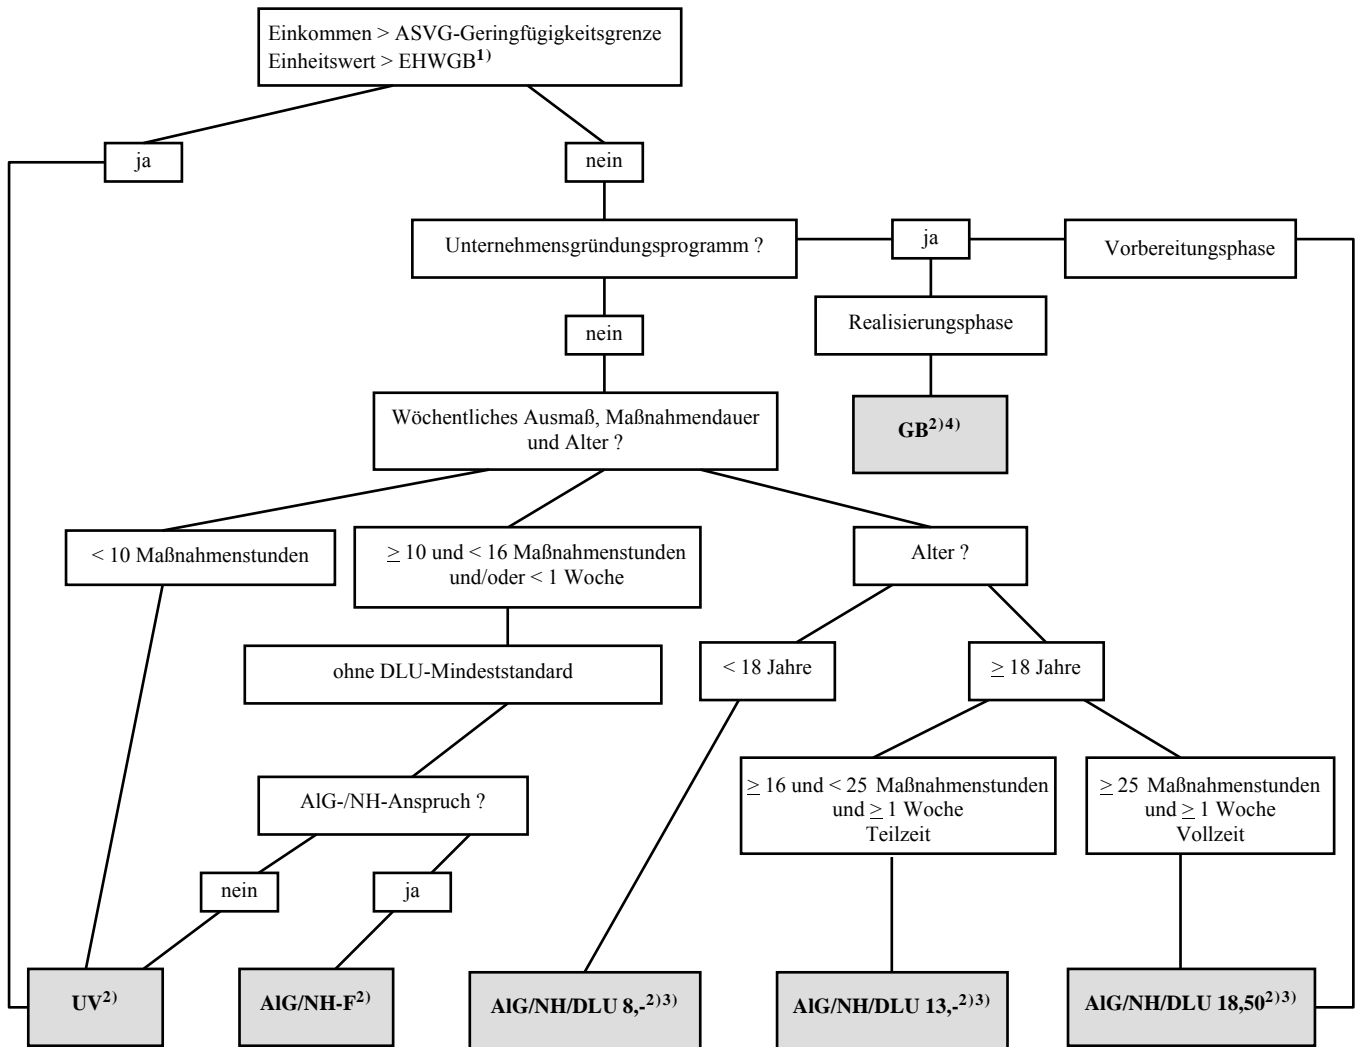 Einkommen > ASVG-Geringfügigkeitsgrenze
Einheitswert > EHWGB1)
ja
nein
Unternehmensgründungsprogramm ?
ja
Vorbereitungsphase
nein
Realisierungsphase
Wöchentliches Ausmaß, Maßnahmendauer
und Alter ?
GB2)4)
< 10 Maßnahmenstunden
≥ 10 und < 16 Maßnahmenstunden
und/oder < 1 Woche
Alter ?
ohne DLU-Mindeststandard
< 18 Jahre
≥ 18 Jahre
AlG-/NH-Anspruch ?
≥ 16 und < 25 Maßnahmenstunden
und ≥ 1 Woche
Teilzeit
≥ 25 Maßnahmenstunden
und ≥ 1 Woche
Vollzeit
nein
ja
UV2)
AlG/NH-F2)
AlG/NH/DLU 8,-2)3)
AlG/NH/DLU 13,-2)3)
AlG/NH/DLU 18,502)3)